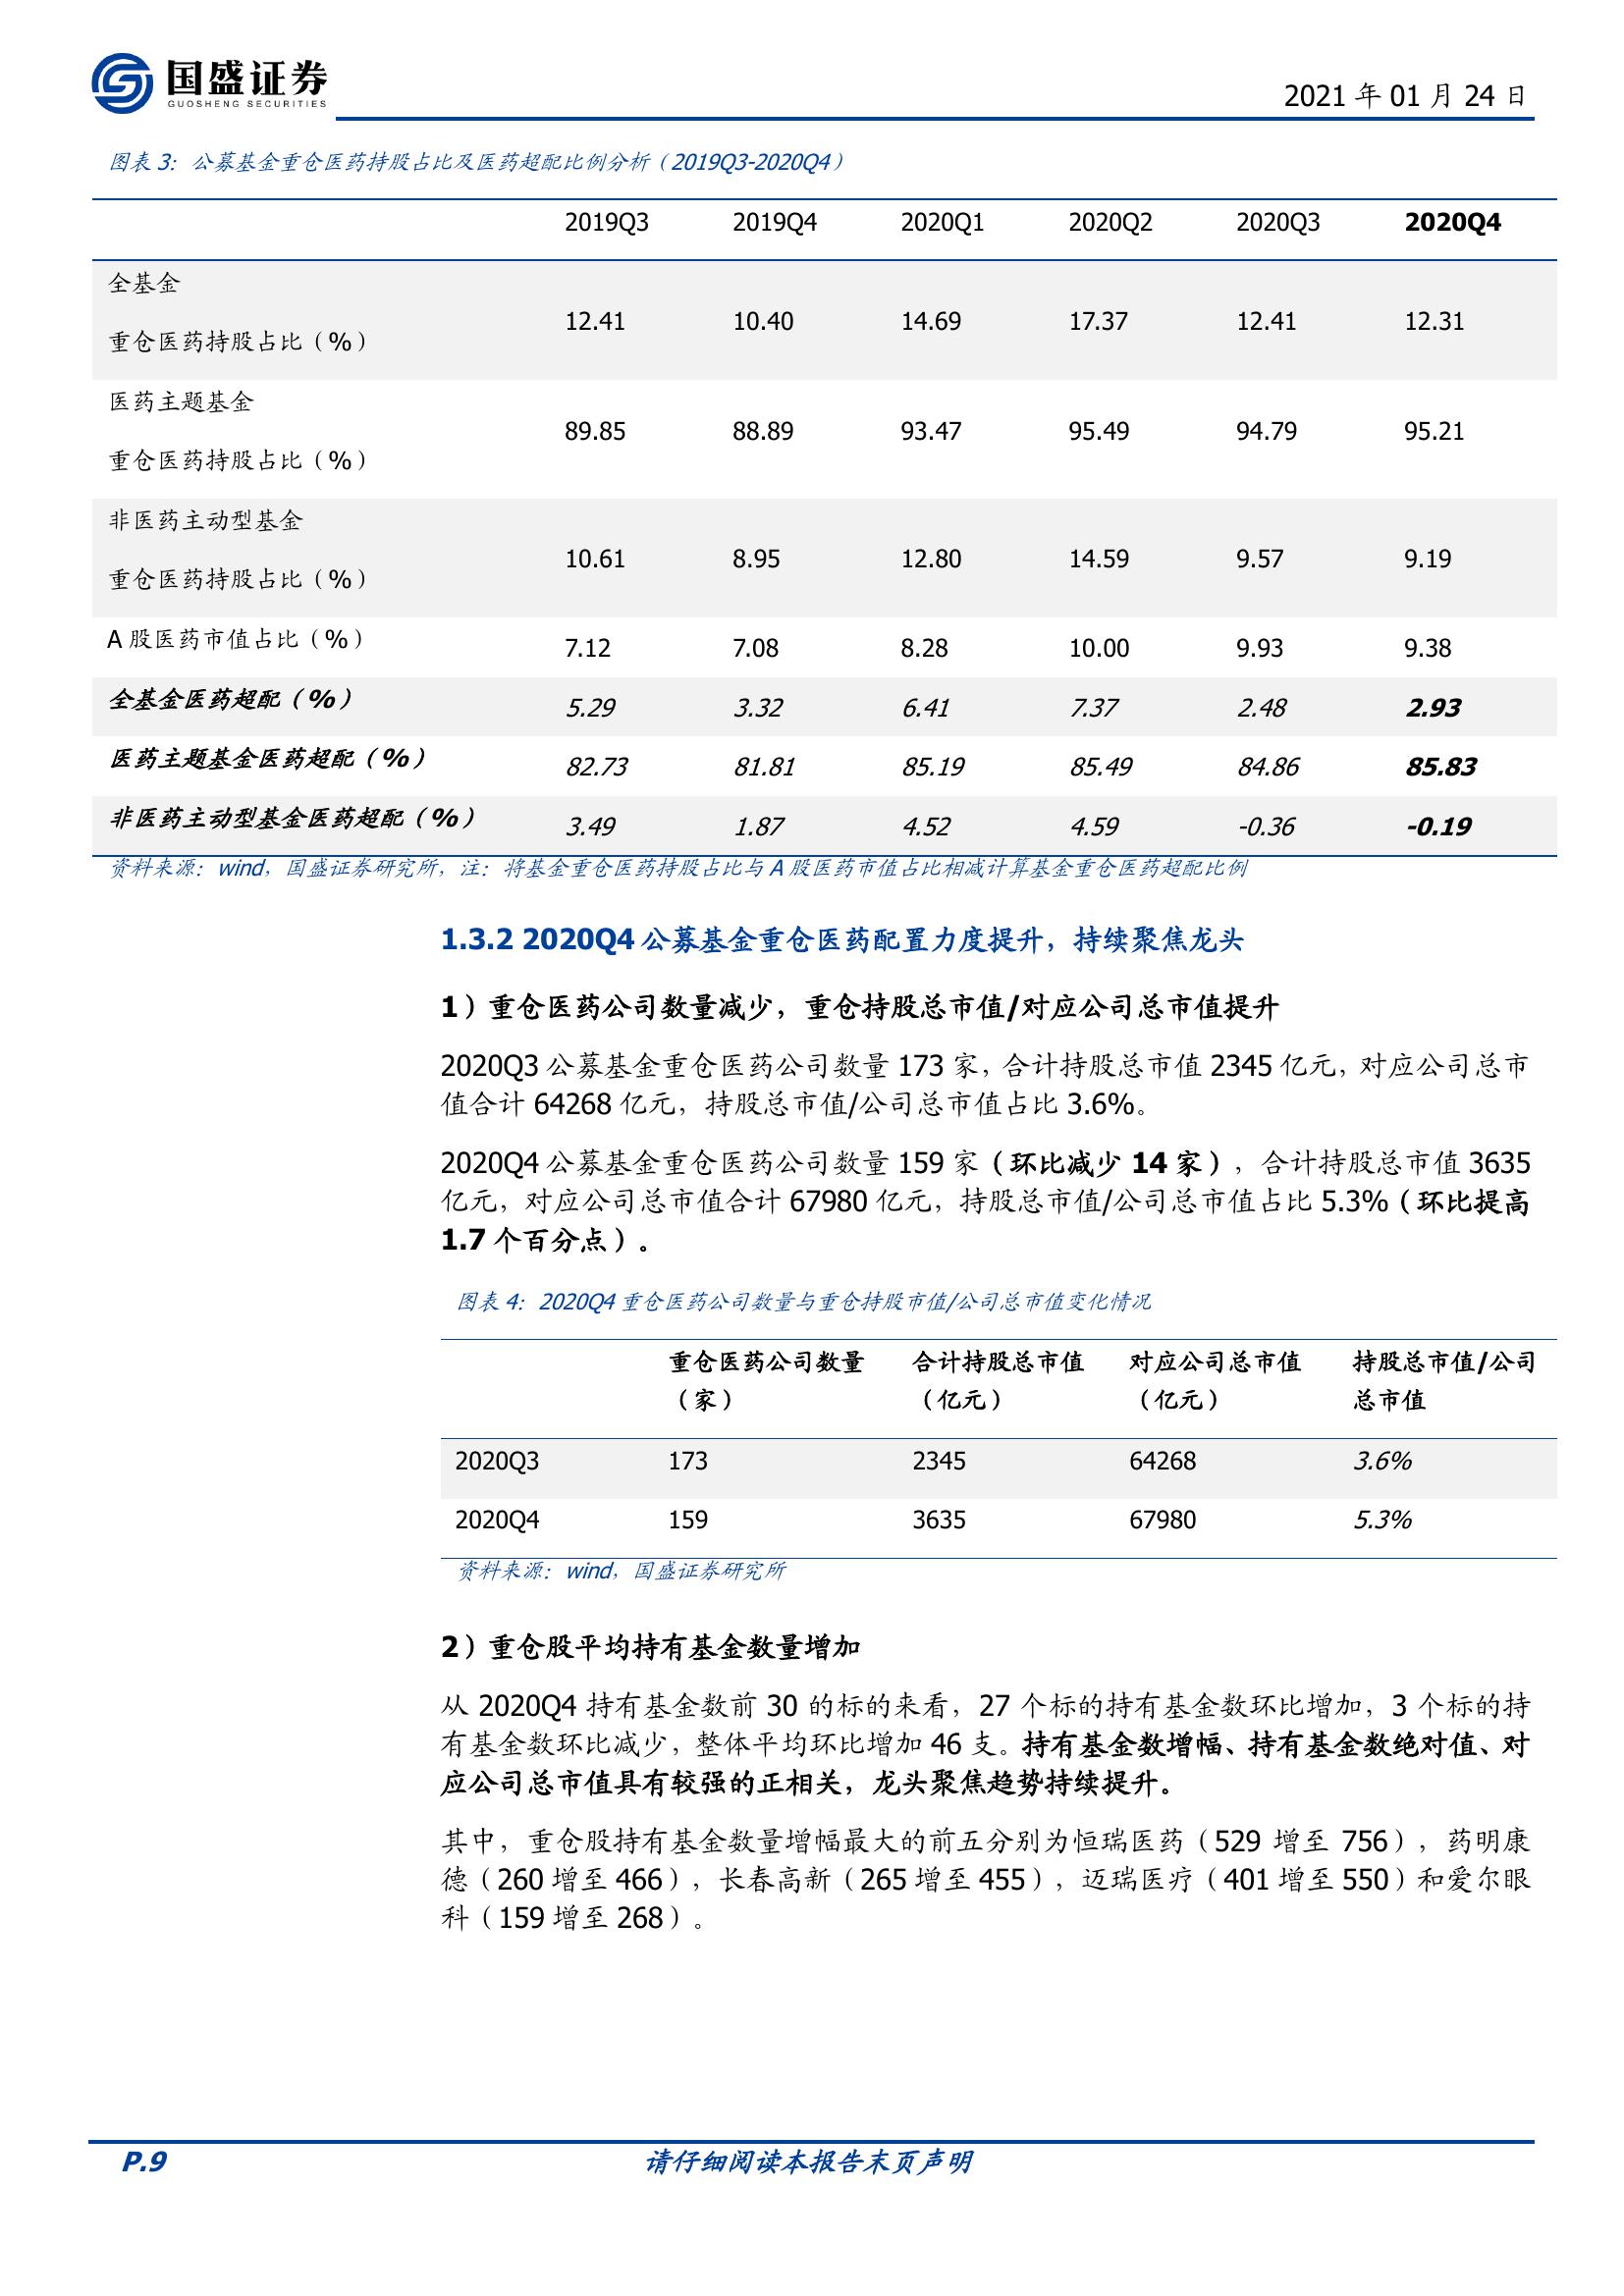 国盛证券
GUOSHENG SECURITIES
2021 年 01 月 24 日
图表 3：公募基金重仓医药持股占比及医药超配比例分析（2019Q3-2020Q4）
2019Q3 2019Q4 2020Q1 2020Q2 2020Q3 2020Q4
全基金
重仓医药持股占比（%） 12.41 10.40 14.69 17.37 12.41 12.31
医药主题基金
重仓医药持股占比（%） 89.85 88.89 93.47 95.49 94.79 95.21
非医药主动型基金
重仓医药持股占比（%） 10.61 8.95 12.80 14.59 9.57 9.19
A 股医药市值占比（%） 7.12 7.08 8.28 10.00 9.93 9.38
全基金医药超配（%） 5.29 3.32 6.41 7.37 2.48 2.93
医药主题基金医药超配（%） 82.73 81.81 85.19 85.49 84.86 85.83
非医药主动型基金医药超配（%） 3.49 1.87 4.52 4.59 -0.36 -0.19
资料来源：wind，国盛证券研究所，注：将基金重仓医药持股占比与 A 股医药市值占比相减计算基金重仓医药超配比例
1.3.2 2020Q4 公募基金重仓医药配置力度提升，持续聚焦龙头
1）重仓医药公司数量减少，重仓持股总市值/对应公司总市值提升
2020Q3 公募基金重仓医药公司数量 173 家，合计持股总市值 2345 亿元，对应公司总市
值合计 64268 亿元，持股总市值/公司总市值占比 3.6%。
2020Q4 公募基金重仓医药公司数量 159 家（环比减少 14 家），合计持股总市值 3635
亿元，对应公司总市值合计 67980 亿元，持股总市值/公司总市值占比 5.3%（环比提高
1.7 个百分点）。
图表 4：2020Q4 重仓医药公司数量与重仓持股市值/公司总市值变化情况
重仓医药公司数量 合计持股总市值 对应公司总市值 持股总市值/公司
（家） （亿元） （亿元） 总市值
2020Q3 173 2345 64268 3.6%
2020Q4 159 3635 67980 5.3%
资料来源：wind，国盛证券研究所
2）重仓股平均持有基金数量增加
从 2020Q4 持有基金数前 30 的标的来看，27 个标的持有基金数环比增加，3 个标的持
有基金数环比减少，整体平均环比增加 46 支。持有基金数增幅、持有基金数绝对值、对
应公司总市值具有较强的正相关，龙头聚焦趋势持续提升。
其中，重仓股持有基金数量增幅最大的前五分别为恒瑞医药（529 增至 756），药明康
德（260 增至 466），长春高新（265 增至 455），迈瑞医疗（401 增至 550）和爱尔眼
科（159 增至 268）。
P.9 请仔细阅读本报告末页声明